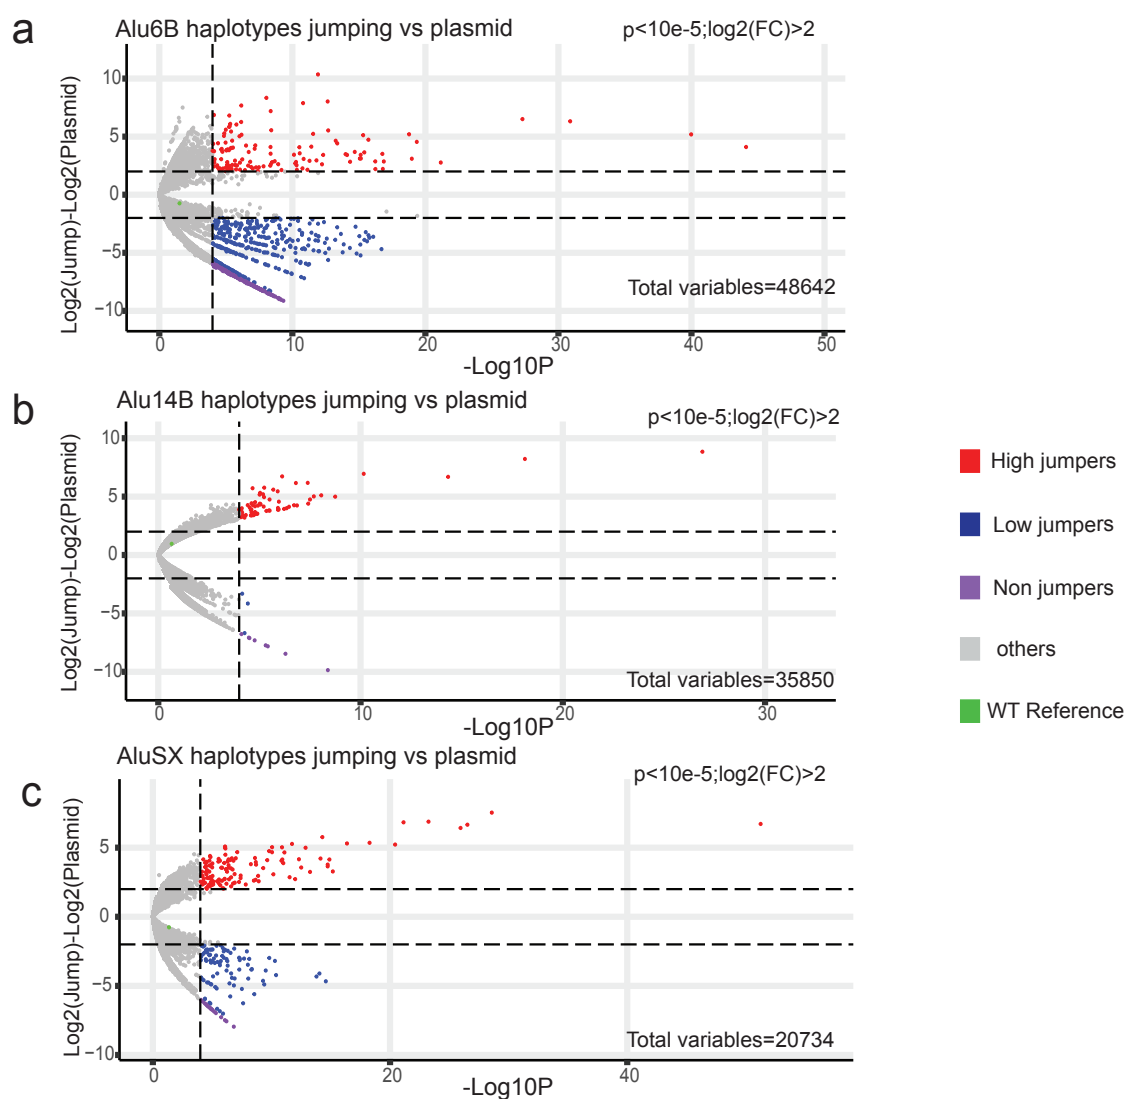 a
Alu6B haplotypes jumping vs plasmid
p<10e-5;log2(FC)>2
Log2(Jump)-Log2(Plasmid)
10
5
0
−5
−10
Total variables=48642
0 10 20 30 40 50
-Log10P
b
Alu14B haplotypes jumping vs plasmid
p<10e-5;log2(FC)>2
Log2(Jump)-Log2(Plasmid)
10
5
0
−5
−10
Total variables=35850
0 10 20 30
-Log10P
c
AluSX haplotypes jumping vs plasmid
p<10e-5;log2(FC)>2
Log2(Jump)-Log2(Plasmid)
5
0
−5
−10
Total variables=20734
0 20 40
-Log10P
High jumpers
Low jumpers
Non jumpers
others
WT Reference